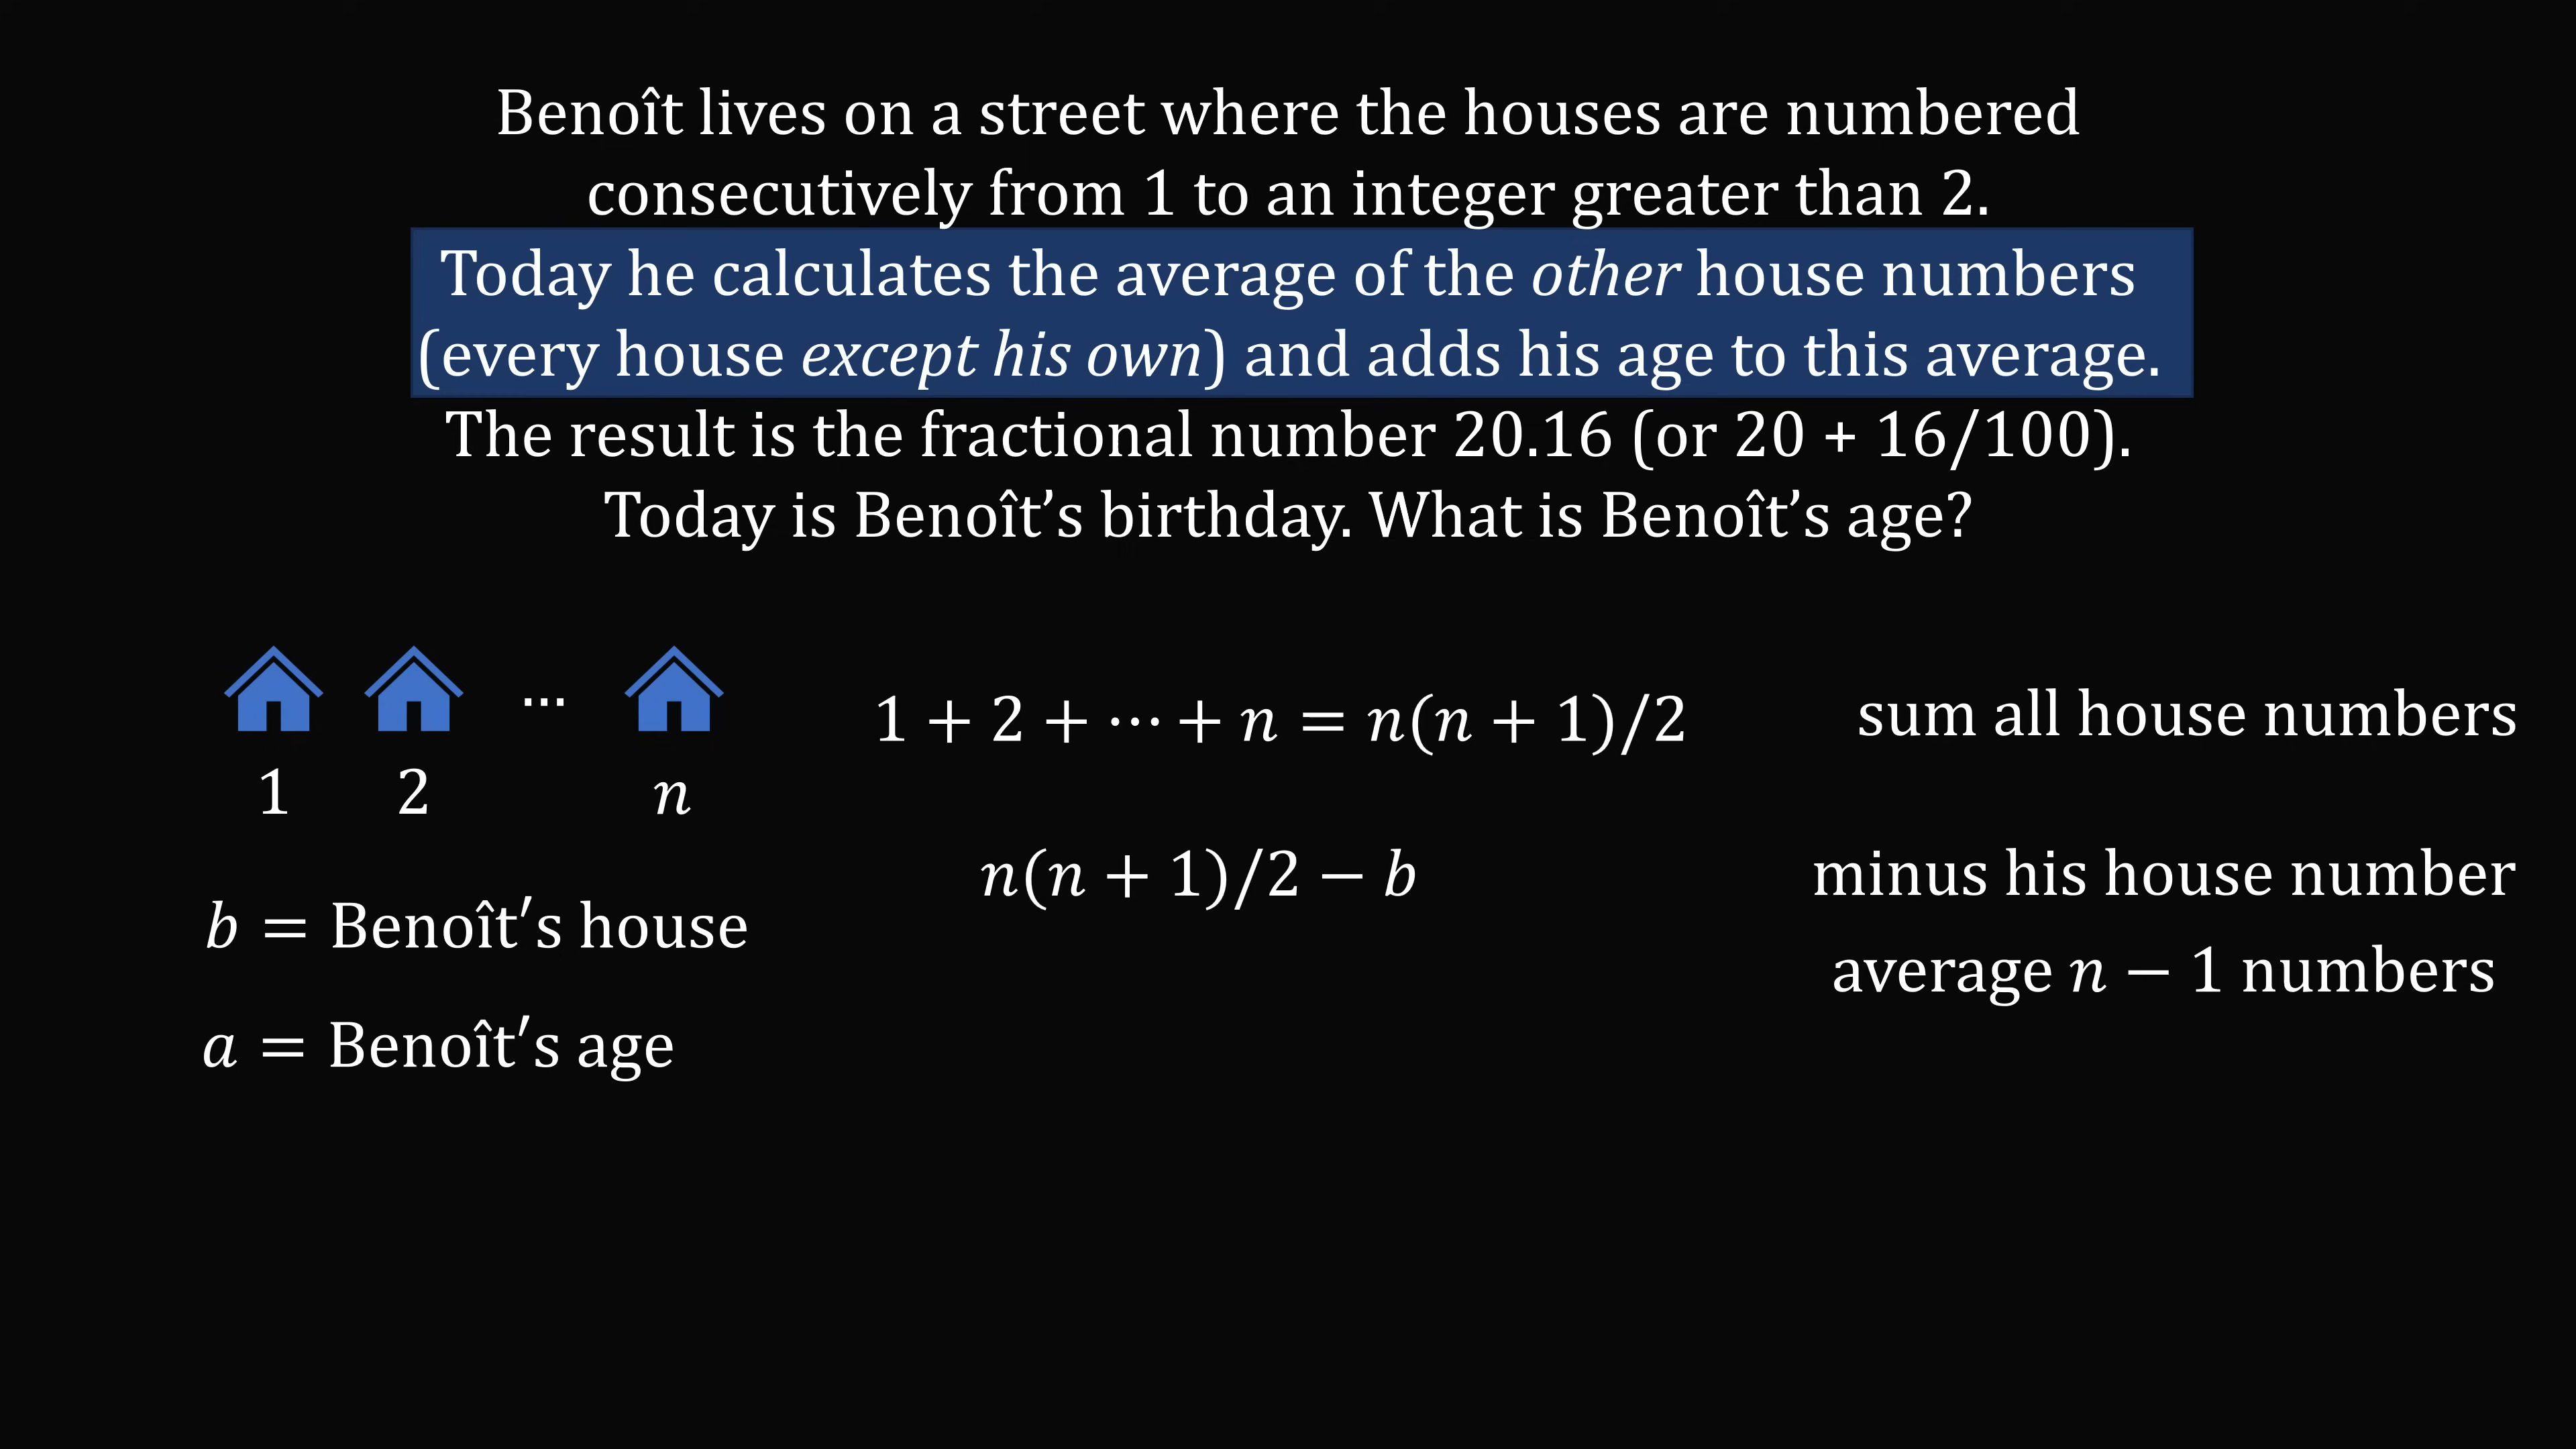 Benoît lives on a street where the houses are numbered
consecutively from 1 to an integer greater than 2.
Today he calculates the average of the other house numbers
(every house except his own) and adds his age to this average.
The result is the fractional number 20.16 (or 20 + 16/100).
Today is Benoît’s birthday. What is Benoît’s age?
...
1 2 n
b = Benoît′s house
a = Benoît′s age
1 + 2 + ⋯ + n = n(n + 1)/2
sum all house numbers
n(n + 1)/2 − b
minus his house number
average n − 1 numbers